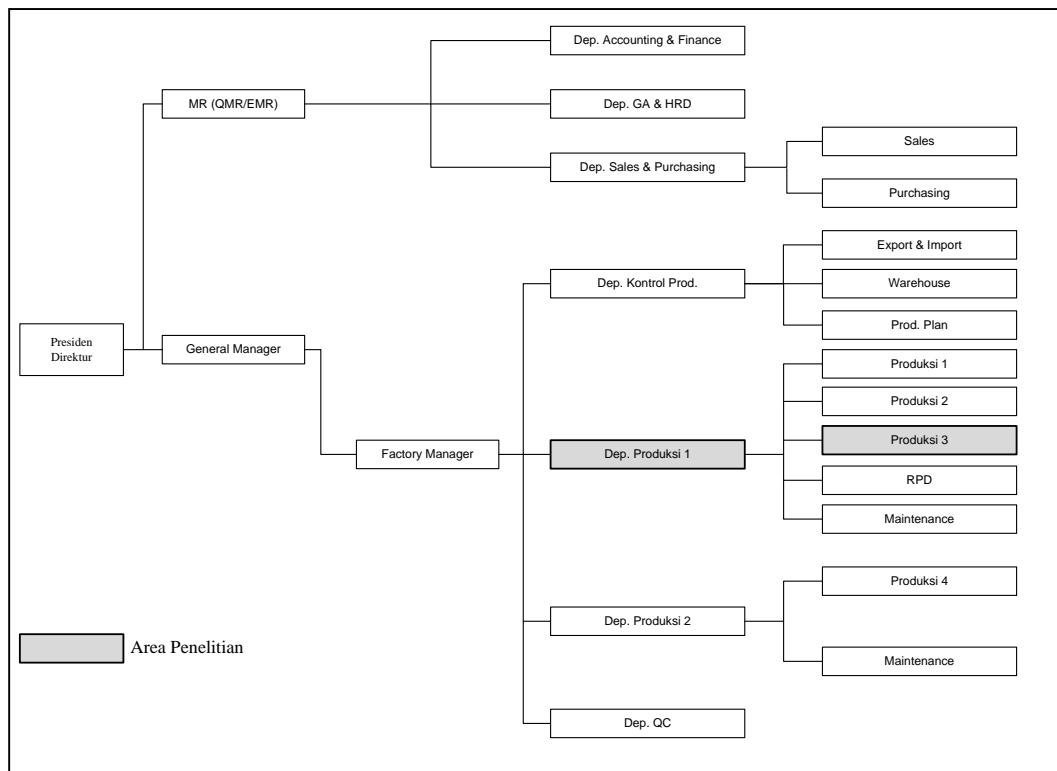 Dep. Accounting & Finance
MR (QMR/EMR)
Dep. GA & HRD
Sales
Dep. Sales & Purchasing
Purchasing
Export & Import
Dep. Kontrol Prod.
Warehouse
Prod. Plan
Presiden
Direktur
General Manager
Produksi 1
Produksi 2
Produksi 3
Factory Manager
Dep. Produksi 1
RPD
Maintenance
Produksi 4
Dep. Produksi 2
Area Penelitian
Maintenance
Dep. QC